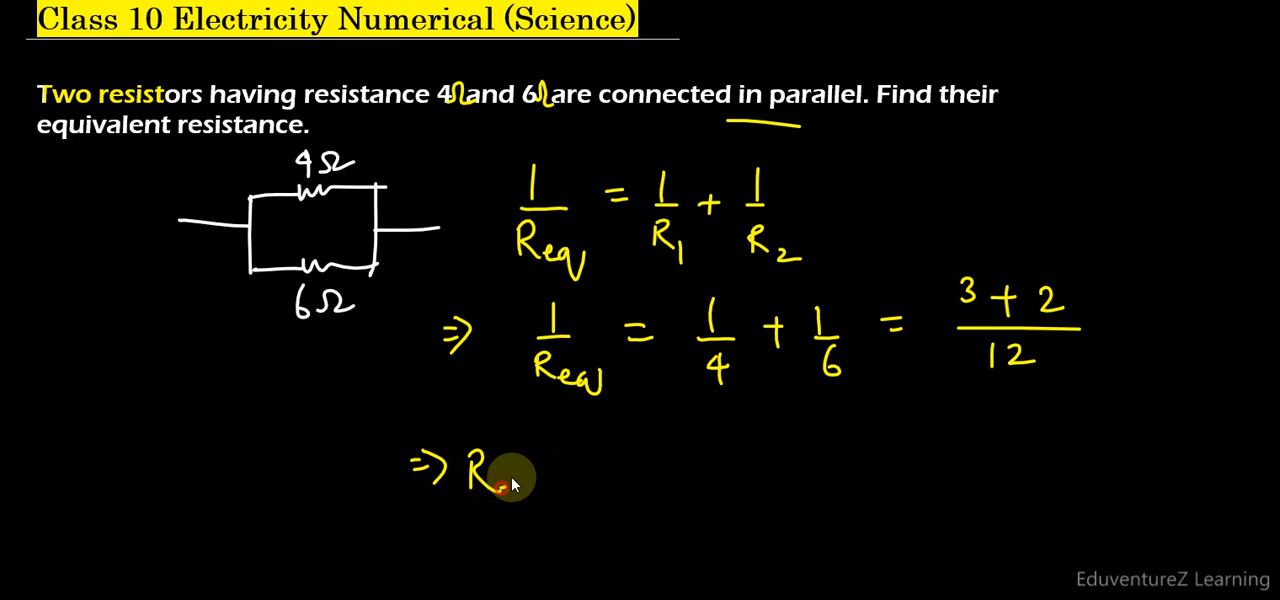 Class 10 Electricity Numerical (Science)
Two resistors having resistance 4Ω and 6Ω are connected in parallel. Find their
equivalent resistance.
4Ω
6Ω
1/Req = 1/R1 + 1/R2
=> 1/Req = 1/4 + 1/6 = 3 + 2/12
=> R
EduventureZ Learning